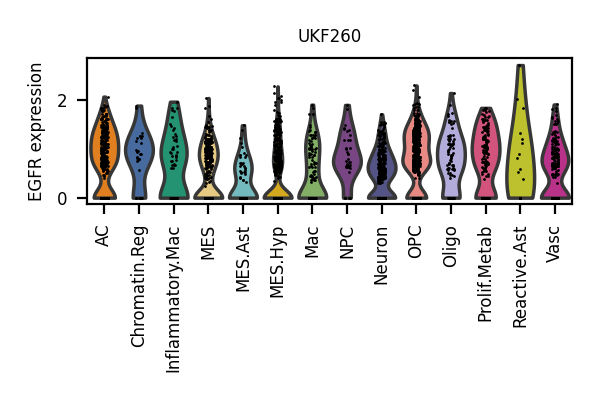 UKF260
EGFR expression
2
0
AC
Chromatin.Reg
Inflammatory.Mac
MES
MES.Ast
MES.Hyp
Mac
NPC
Neuron
OPC
Oligo
Prolif.Metab
Reactive.Ast
Vasc